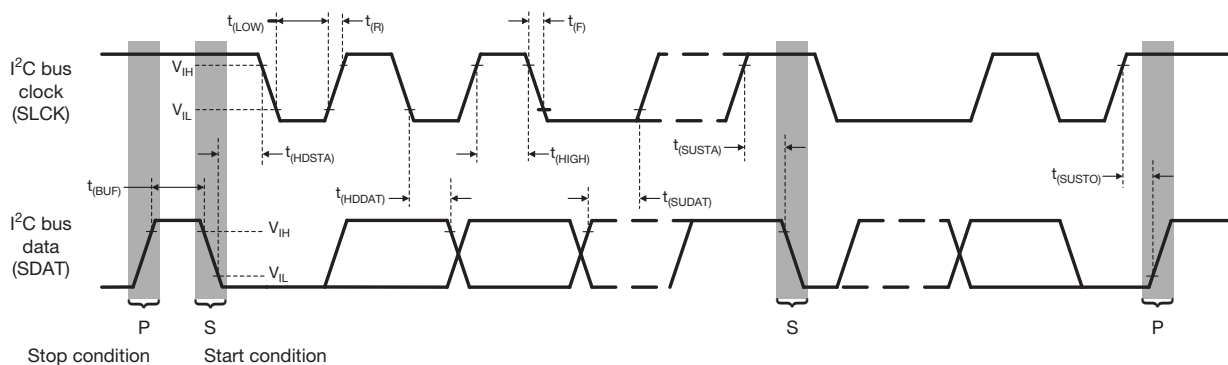 t(LOW)
t(R)
t(F)
I²C bus
clock
(SLCK)
VIH
VIL
t(HDSTA)
t(HIGH)
t(SUSTA)
t(SUSTO)
t(BUF)
t(HDDAT)
t(SUDAT)
I²C bus
data
(SDAT)
VIH
VIL
P
S
S
P
Stop condition
Start condition